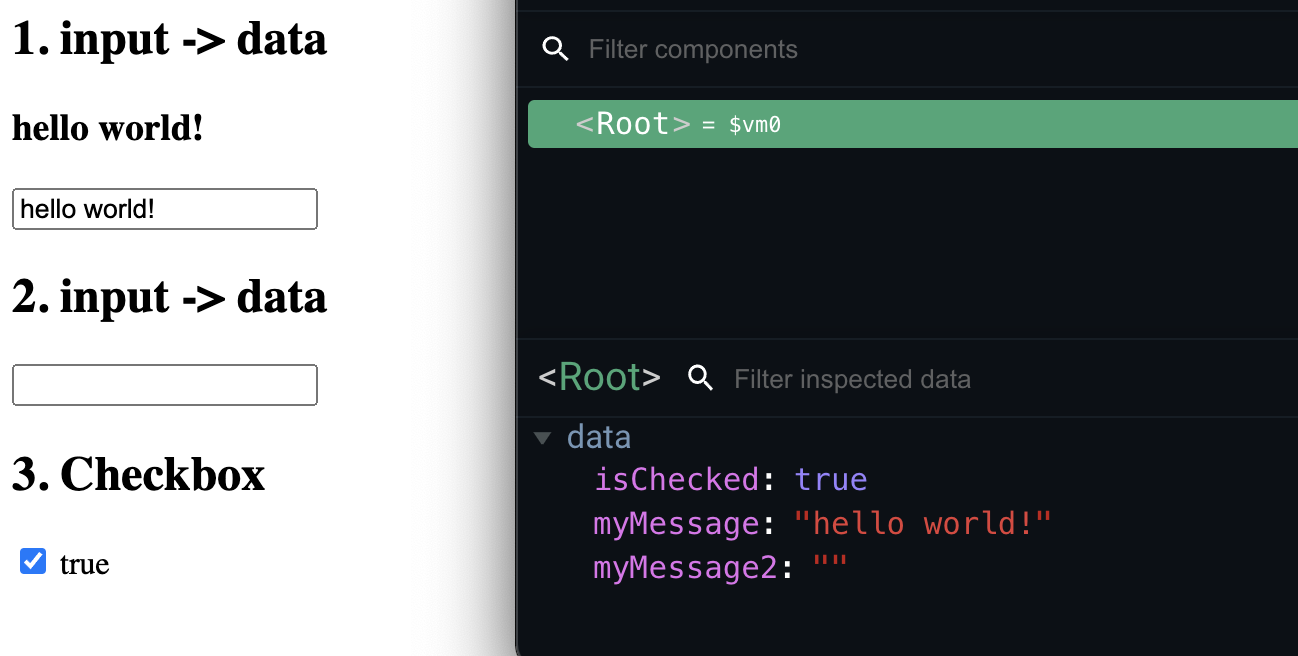 1. input -> data
hello world!
hello world!
2. input -> data
3. Checkbox
true
Filter components
<Root> = $vm0
<Root> Filter inspected data
data
isChecked: true
myMessage: "hello world!"
myMessage2: ""